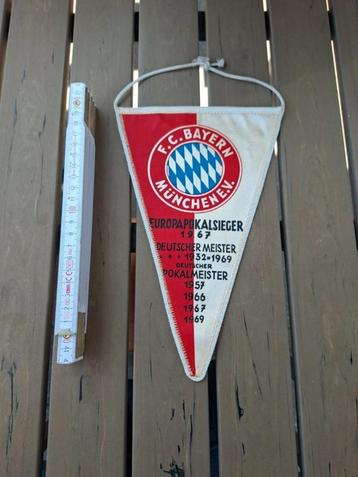 F.C. BAYERN
MÜNCHEN E.V.
EUROPAPOKALSIEGER
1967
DEUTSCHER MEISTER
1932 * 1969
DEUTSCHER
POKALMEISTER
1957
1966
1967
1969